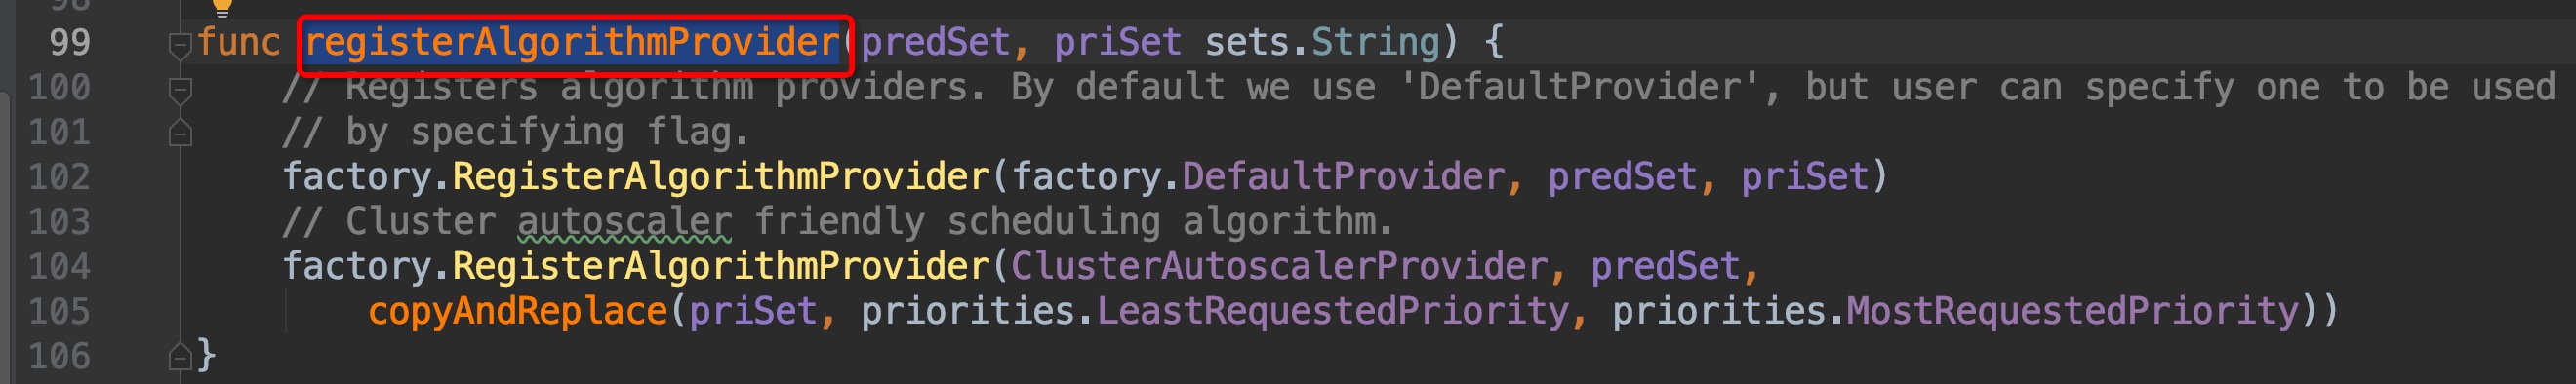 98
99 func registerAlgorithmProvider(predSet, priSet sets.String) {
100 // Registers algorithm providers. By default we use 'DefaultProvider', but user can specify one to be used
101 // by specifying flag.
102 factory.RegisterAlgorithmProvider(factory.DefaultProvider, predSet, priSet)
103 // Cluster autoscaler friendly scheduling algorithm.
104 factory.RegisterAlgorithmProvider(ClusterAutoscalerProvider, predSet,
105 copyAndReplace(priSet, priorities.LeastRequestedPriority, priorities.MostRequestedPriority))
106 }